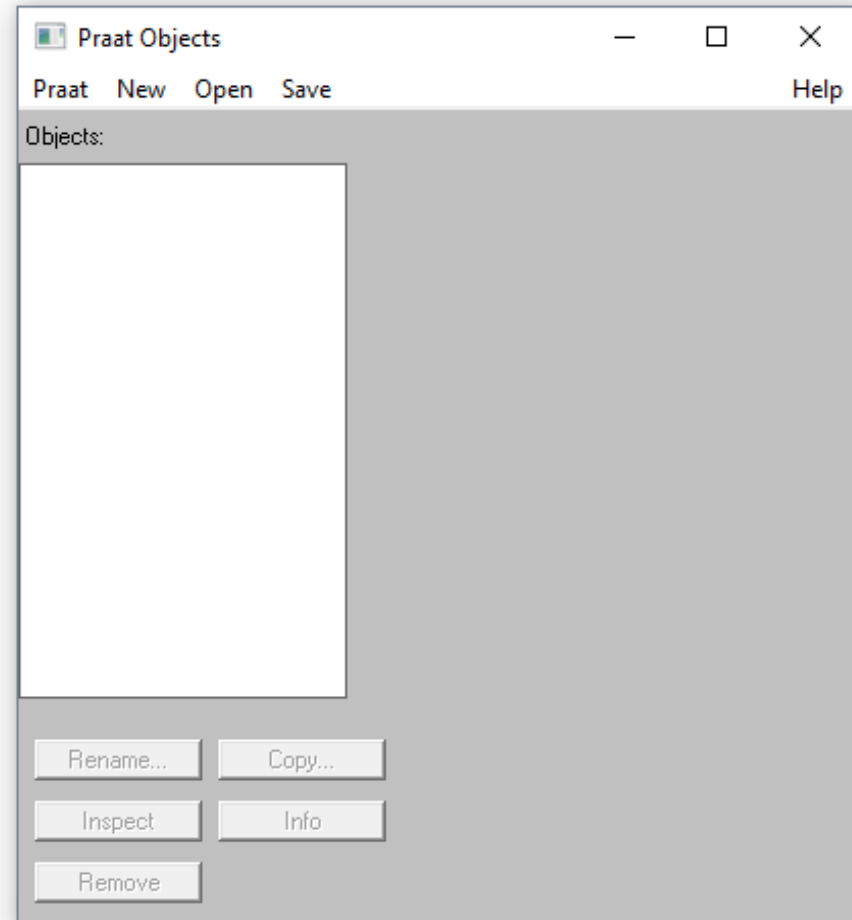 Praat Objects
Praat New Open Save Help
Objects:
Rename... Copy...
Inspect Info
Remove